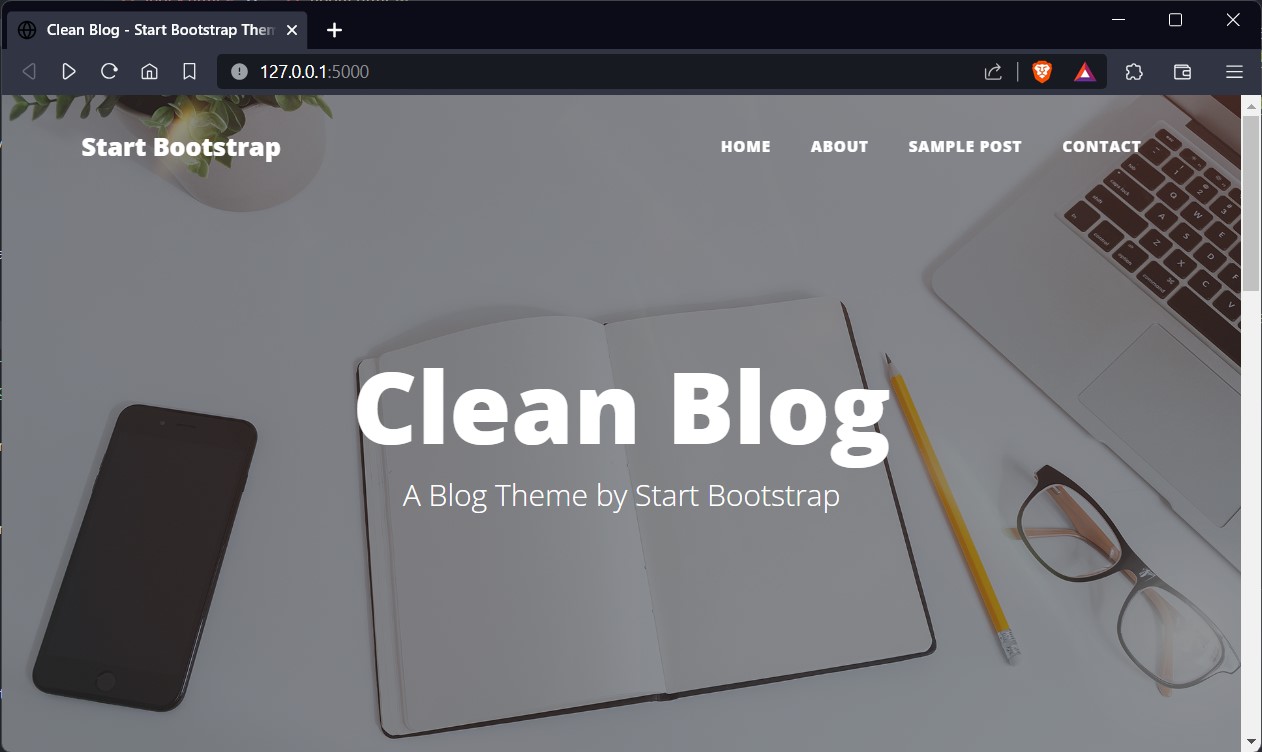 Clean Blog - Start Bootstrap Them
127.0.0.1:5000
Start Bootstrap
HOME ABOUT SAMPLE POST CONTACT
Clean Blog
A Blog Theme by Start Bootstrap